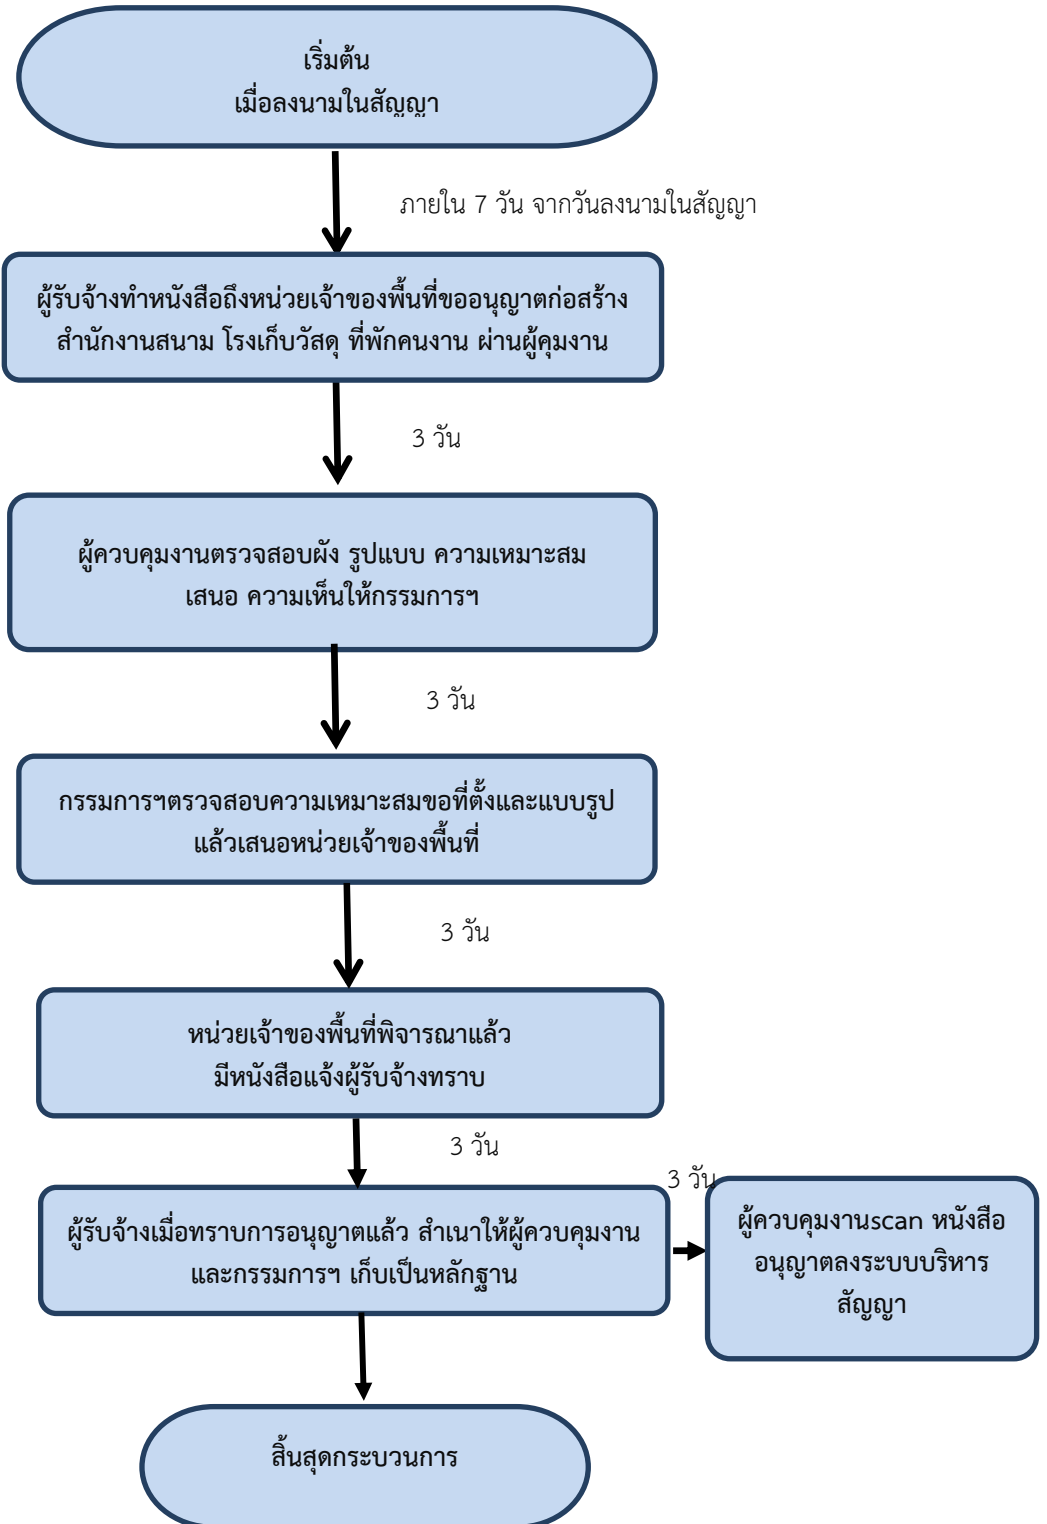 เริ่มต้น
เมื่อลงนามในสัญญา
ภายใน 7 วัน จากวันลงนามในสัญญา
ผู้รับจ้างทำหนังสือถึงหน่วยเจ้าของพื้นที่ขออนุญาตก่อสร้าง
สำนักงานสนาม โรงเก็บวัสดุ ที่พักคนงาน ผ่านผู้คุมงาน
3 วัน
ผู้ควบคุมงานตรวจสอบผัง รูปแบบ ความเหมาะสม
เสนอ ความเห็นให้กรรมการฯ
3 วัน
กรรมการฯตรวจสอบความเหมาะสมขอที่ตั้งและแบบรูป
แล้วเสนอหน่วยเจ้าของพื้นที่
3 วัน
หน่วยเจ้าของพื้นที่พิจารณาแล้ว
มีหนังสือแจ้งผู้รับจ้างทราบ
3 วัน
ผู้รับจ้างเมื่อทราบการอนุญาตแล้ว สำเนาให้ผู้ควบคุมงาน
และกรรมการฯ เก็บเป็นหลักฐาน
3 วัน
ผู้ควบคุมงานscan หนังสือ
อนุญาตลงระบบบริหาร
สัญญา
สิ้นสุดกระบวนการ